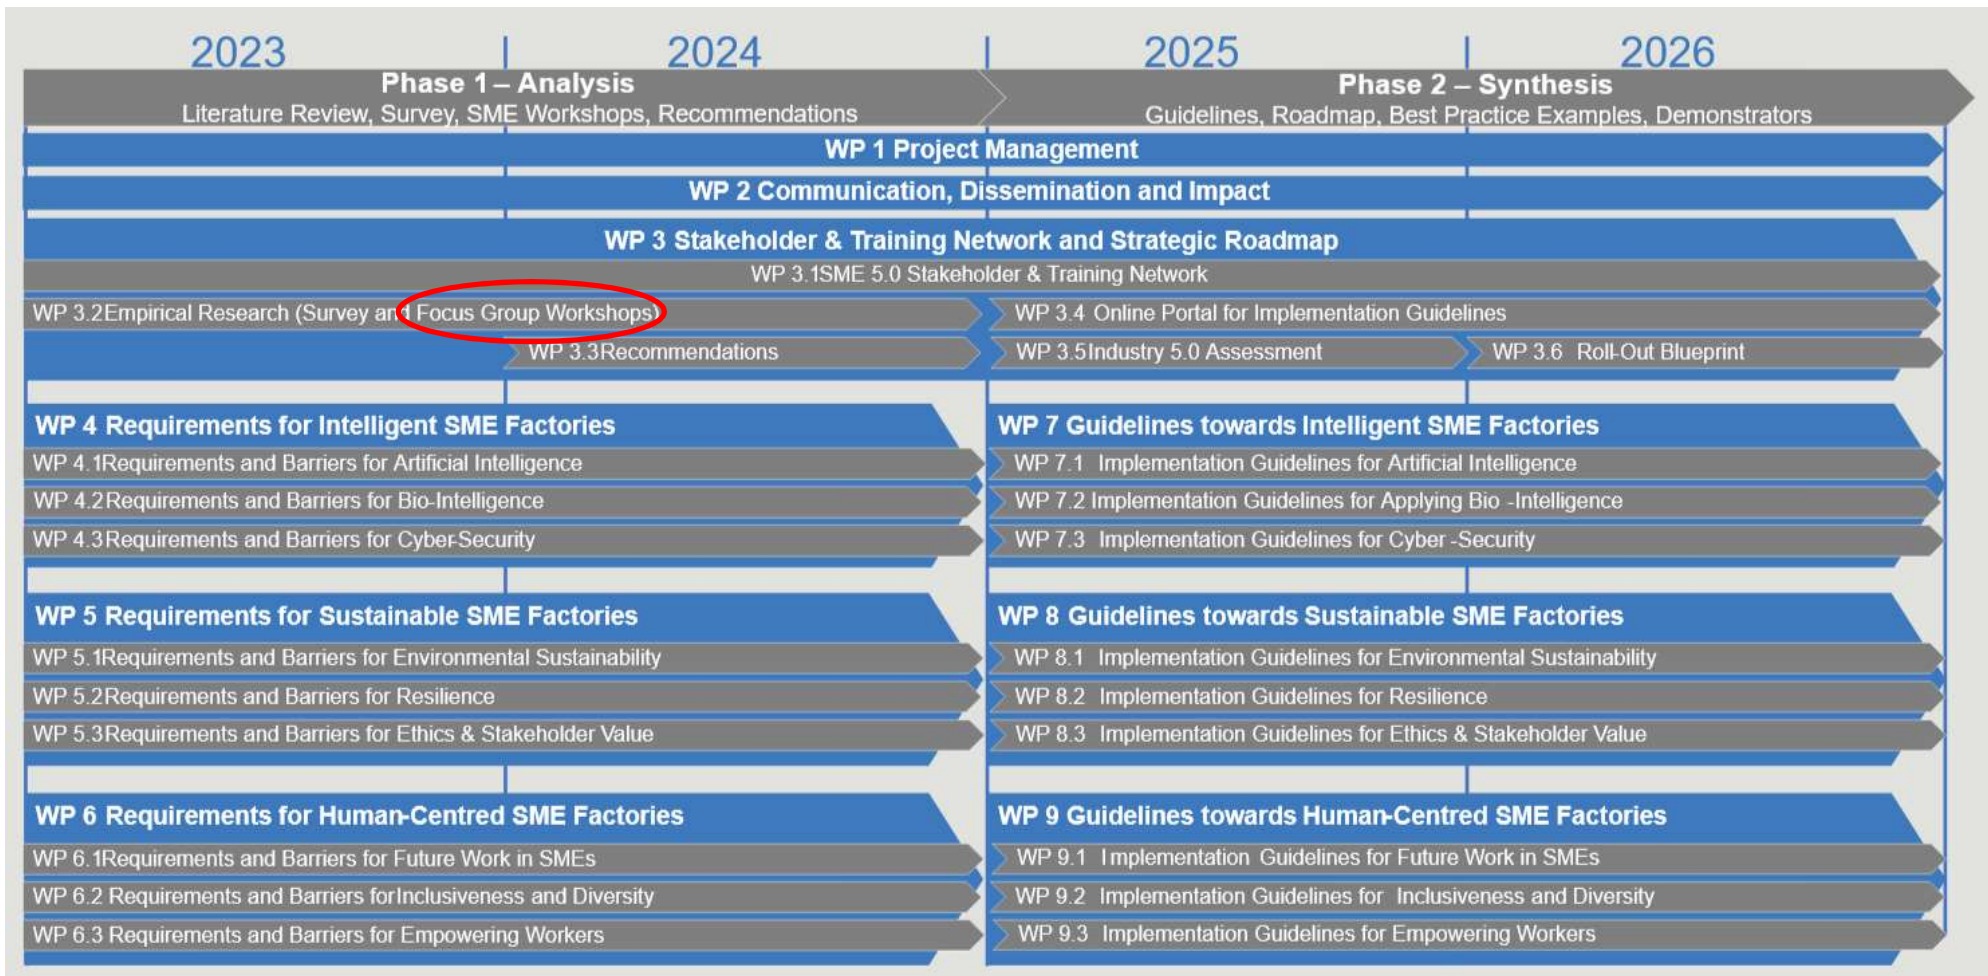 2023 2024 2025 2026
Phase 1 – Analysis
Literature Review, Survey, SME Workshops, Recommendations
Phase 2 – Synthesis
Guidelines, Roadmap, Best Practice Examples, Demonstrators
WP 1 Project Management
WP 2 Communication, Dissemination and Impact
WP 3 Stakeholder & Training Network and Strategic Roadmap
WP 3.1SME 5.0 Stakeholder & Training Network
WP 3.2Empirical Research (Survey and Focus Group Workshops)
WP 3.4 Online Portal for Implementation Guidelines
WP 3.3Recommendations
WP 3.5Industry 5.0 Assessment
WP 3.6 Roll-Out Blueprint
WP 4 Requirements for Intelligent SME Factories
WP 4.1Requirements and Barriers for Artificial Intelligence
WP 4.2Requirements and Barriers for Bio-Intelligence
WP 4.3Requirements and Barriers for Cyber-Security
WP 7 Guidelines towards Intelligent SME Factories
WP 7.1 Implementation Guidelines for Artificial Intelligence
WP 7.2 Implementation Guidelines for Applying Bio -Intelligence
WP 7.3 Implementation Guidelines for Cyber -Security
WP 5 Requirements for Sustainable SME Factories
WP 5.1Requirements and Barriers for Environmental Sustainability
WP 5.2Requirements and Barriers for Resilience
WP 5.3Requirements and Barriers for Ethics & Stakeholder Value
WP 8 Guidelines towards Sustainable SME Factories
WP 8.1 Implementation Guidelines for Environmental Sustainability
WP 8.2 Implementation Guidelines for Resilience
WP 8.3 Implementation Guidelines for Ethics & Stakeholder Value
WP 6 Requirements for Human-Centred SME Factories
WP 6.1Requirements and Barriers for Future Work in SMEs
WP 6.2 Requirements and Barriers forInclusiveness and Diversity
WP 6.3 Requirements and Barriers for Empowering Workers
WP 9 Guidelines towards Human-Centred SME Factories
WP 9.1 Implementation Guidelines for Future Work in SMEs
WP 9.2 Implementation Guidelines for Inclusiveness and Diversity
WP 9.3 Implementation Guidelines for Empowering Workers